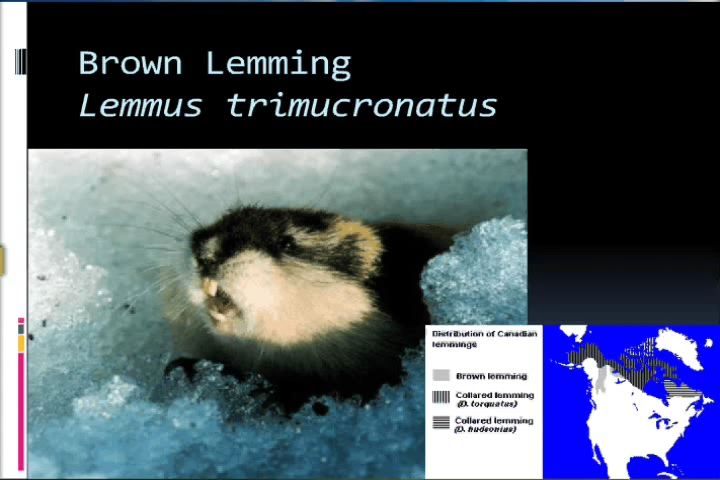 Brown Lemming
Lemmus trimucronatus
Distribution of Canadian
lemmings
Brown lemming
Collared lemming
(D. torquatus)
Collared lemming
(D. hudsonius)